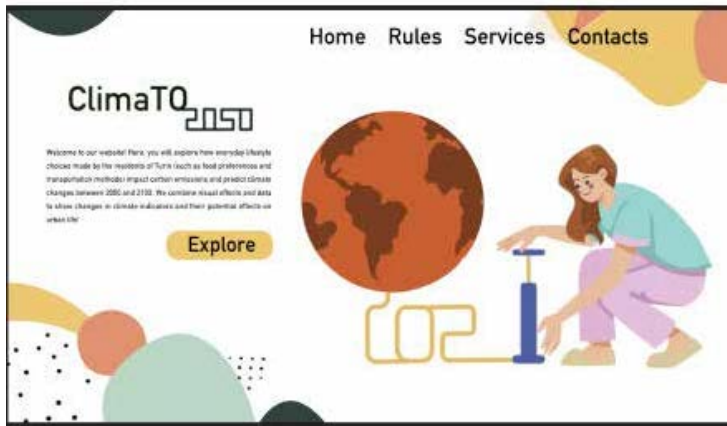 Home Rules Services Contacts
ClimaTO
2050
Welcome to our website! Here, you will explore how everyday lifestyle
choices made by the residents of Turin (such as food preferences and
transportation methods) impact certain emissions and predict climate
changes between 2050 and 2100. We combine visual effects and data
to show changes in climate indicators and their potential effects on
urban life!
Explore